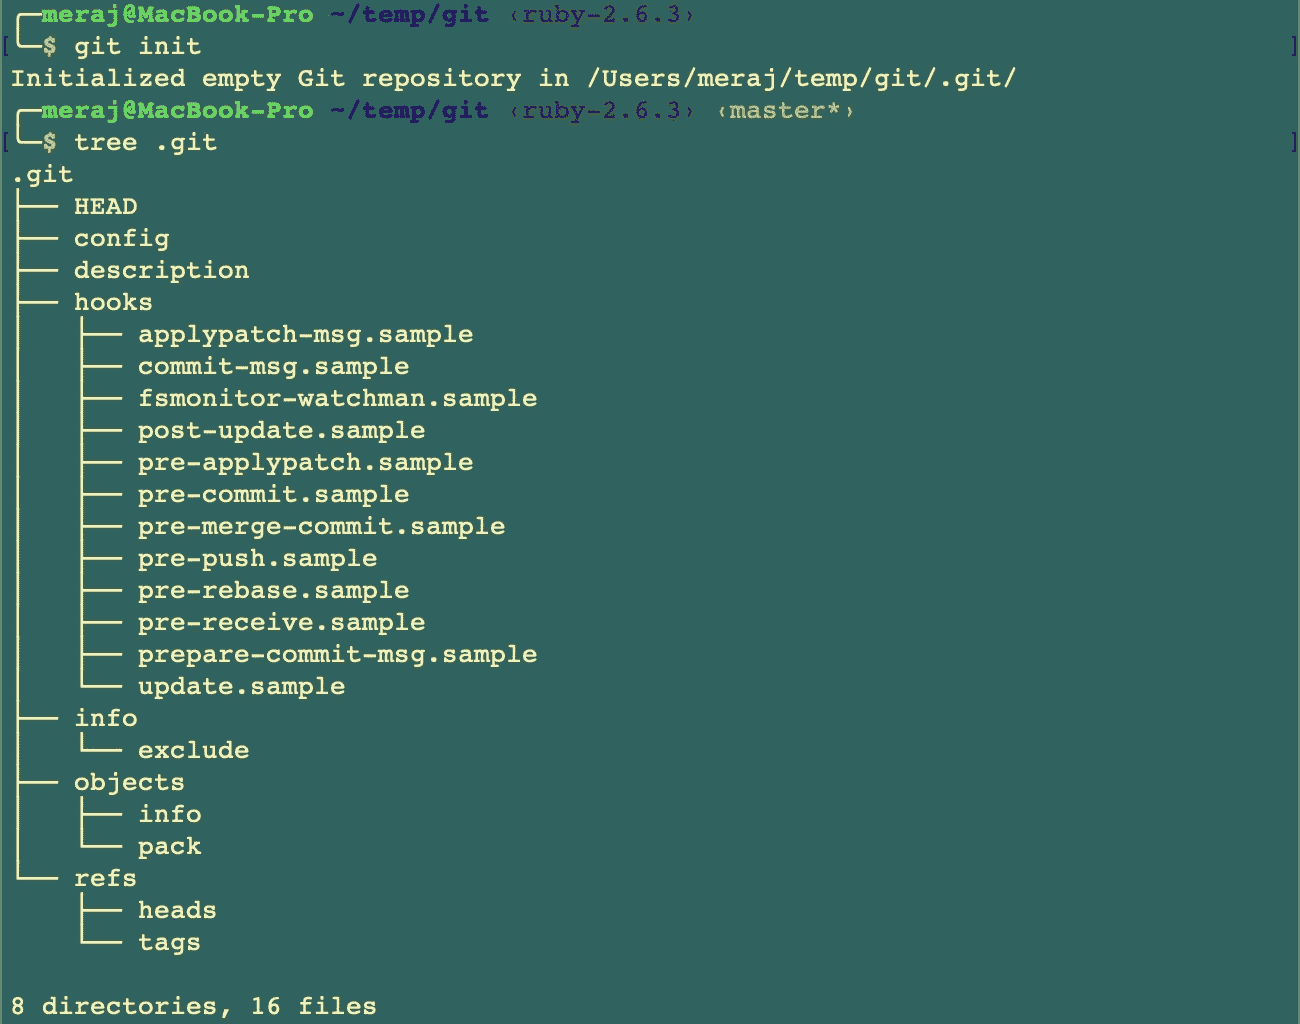 ╭─meraj@MacBook-Pro ~/temp/git ‹ruby-2.6.3›
[╰─$ git init ]
Initialized empty Git repository in /Users/meraj/temp/git/.git/
╭─meraj@MacBook-Pro ~/temp/git ‹ruby-2.6.3› ‹master*›
[╰─$ tree .git ]
.git
├── HEAD
├── config
├── description
├── hooks
│   ├── applypatch-msg.sample
│   ├── commit-msg.sample
│   ├── fsmonitor-watchman.sample
│   ├── post-update.sample
│   ├── pre-applypatch.sample
│   ├── pre-commit.sample
│   ├── pre-merge-commit.sample
│   ├── pre-push.sample
│   ├── pre-rebase.sample
│   ├── pre-receive.sample
│   ├── prepare-commit-msg.sample
│   └── update.sample
├── info
│   └── exclude
├── objects
│   ├── info
│   └── pack
└── refs
    ├── heads
    └── tags
8 directories, 16 files